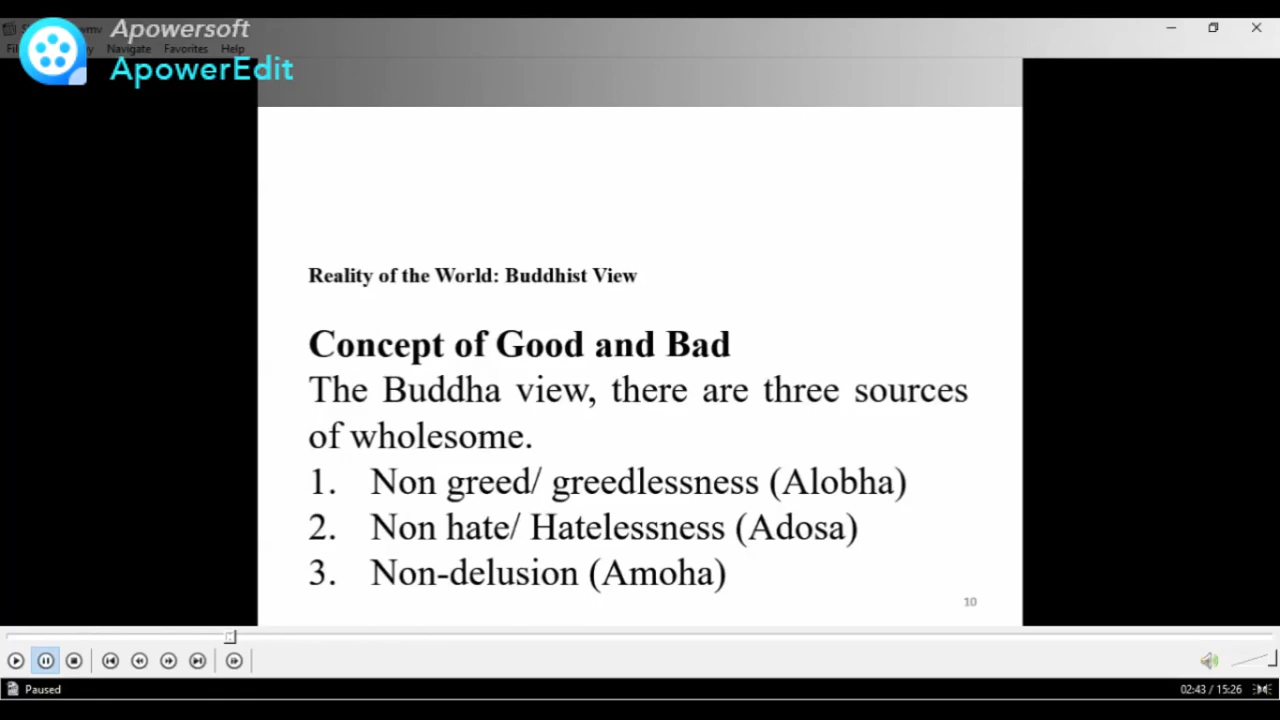 Apowersoft
ApowerEdit
Navigate Favorites Help
Reality of the World: Buddhist View
Concept of Good and Bad
The Buddha view, there are three sources
of wholesome.
1. Non greed/ greedlessness (Alobha)
2. Non hate/ Hatelessness (Adosa)
3. Non-delusion (Amoha)
10
Paused
02:43 / 15:26